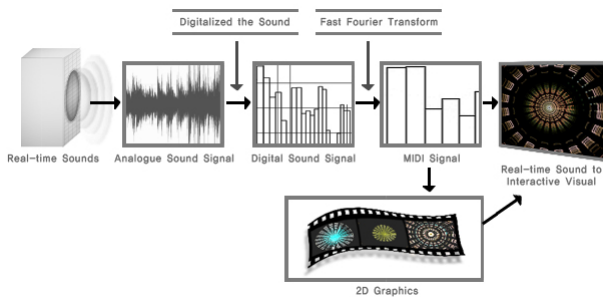 Digitalized the Sound
Fast Fourier Transform
Real-time Sounds
Analogue Sound Signal
Digital Sound Signal
MIDI Signal
Real-time Sound to
Interactive Visual
2D Graphics